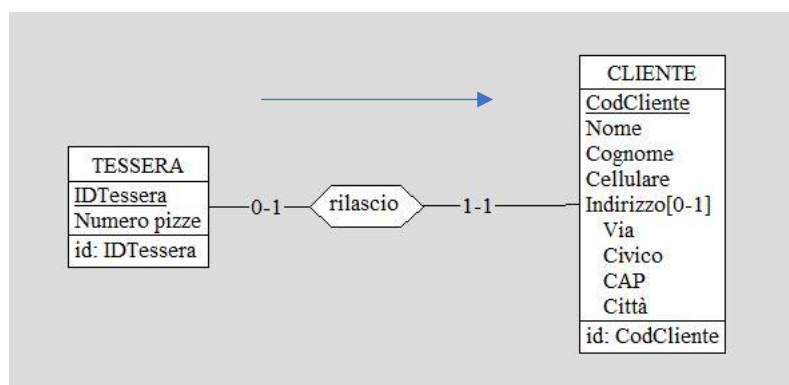 TESSERA
IDTessera
Numero pizze
id: IDTessera
0-1
rilascio
1-1
CLIENTE
CodCliente
Nome
Cognome
Cellulare
Indirizzo[0-1]
Via
Civico
CAP
Città
id: CodCliente